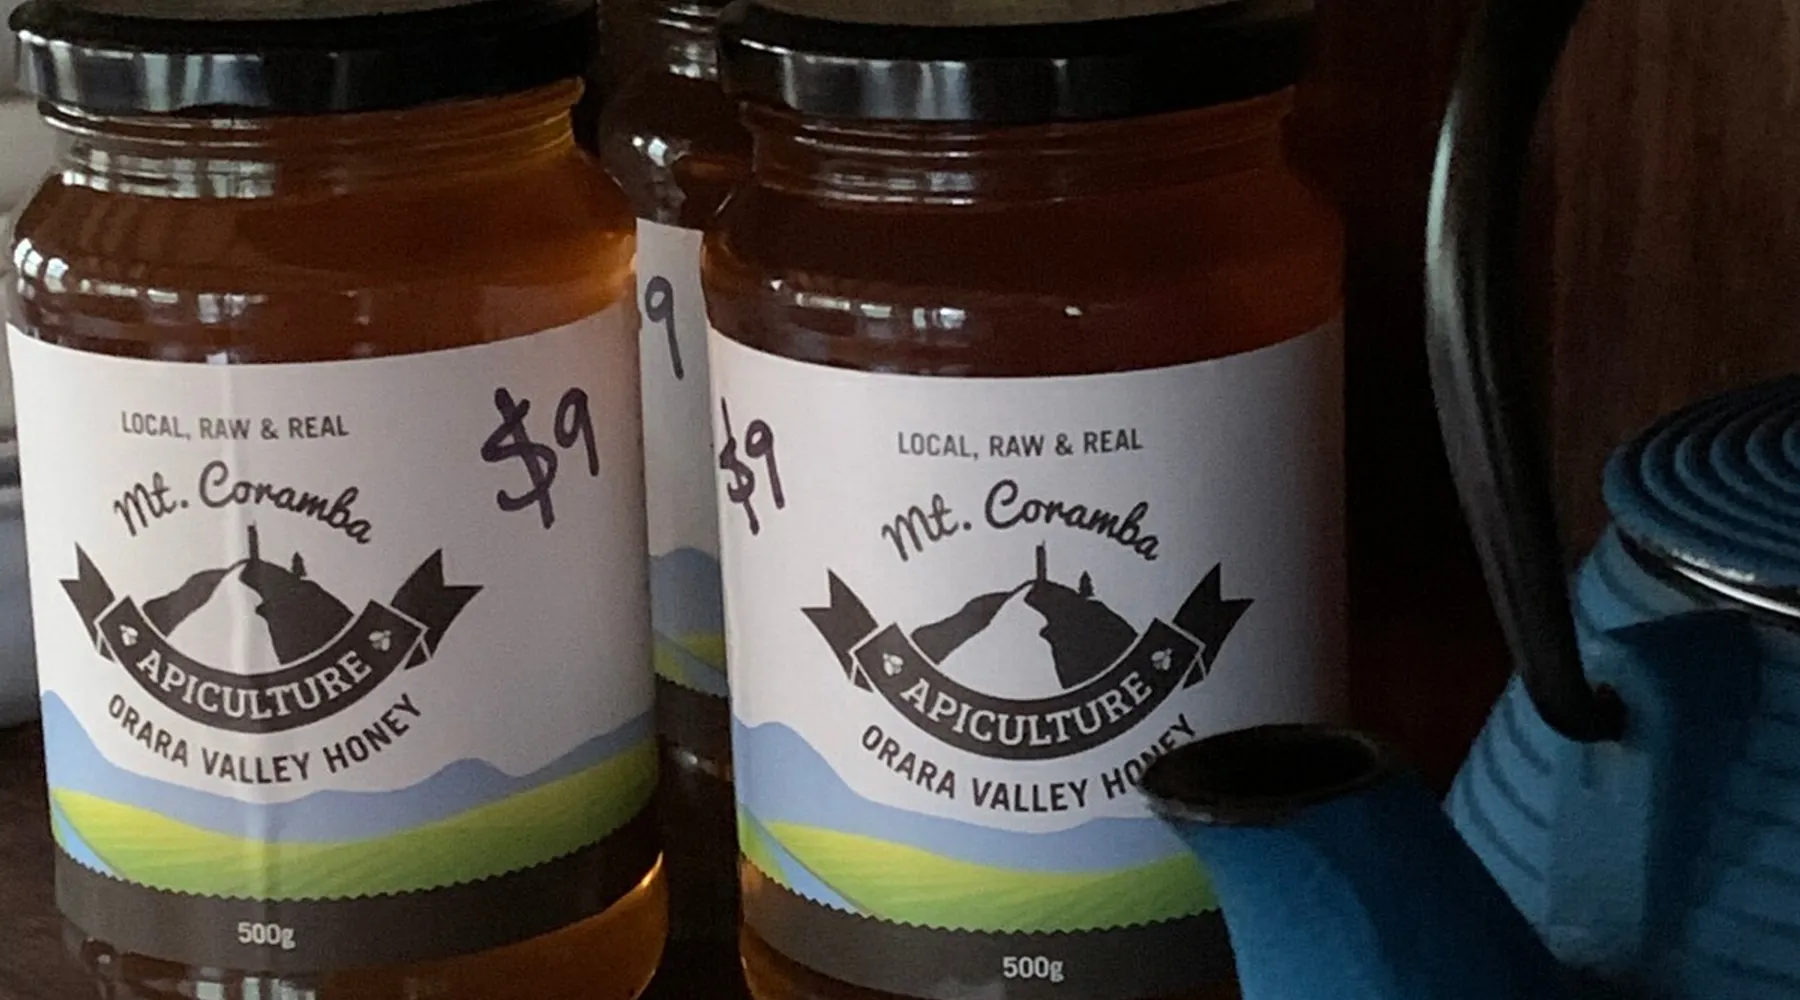 LOCAL, RAW & REAL
$9
Mt. Coramba
APICULTURE
ORARA VALLEY HONEY
500g
9
$9
LOCAL, RAW & REAL
Mt. Coramba
APICULTURE
ORARA VALLEY HONEY
500g